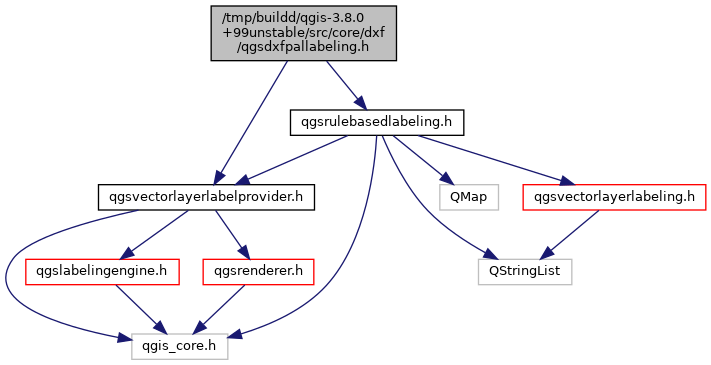 /tmp/buildd/qgis-3.8.0
+99unstable/src/core/dxf
/qgsdxfpallabeling.h
qgsrulebasedlabeling.h
qgsvectorlayerlabelprovider.h
QMap
qgsvectorlayerlabeling.h
qgslabelingengine.h
qgsrenderer.h
QStringList
qgis_core.h